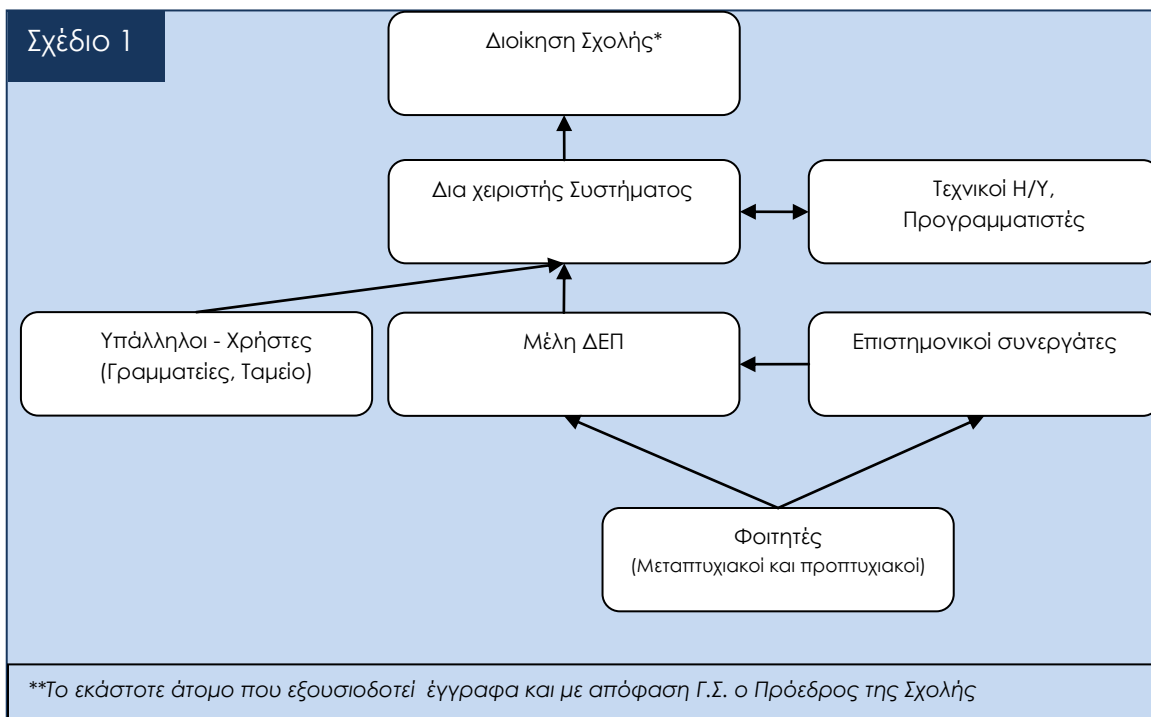 Σχέδιο 1
Διοίκηση Σχολής*
Δια χειριστής Συστήματος
Τεχνικοί Η/Υ,
Προγραμματιστές
Υπάλληλοι - Χρήστες
(Γραμματείες, Ταμείο)
Μέλη ΔΕΠ
Επιστημονικοί συνεργάτες
Φοιτητές
(Μεταπτυχιακοί και προπτυχιακοί)
**Το εκάστοτε άτομο που εξουσιοδοτεί έγγραφα και με απόφαση Γ.Σ. ο Πρόεδρος της Σχολής